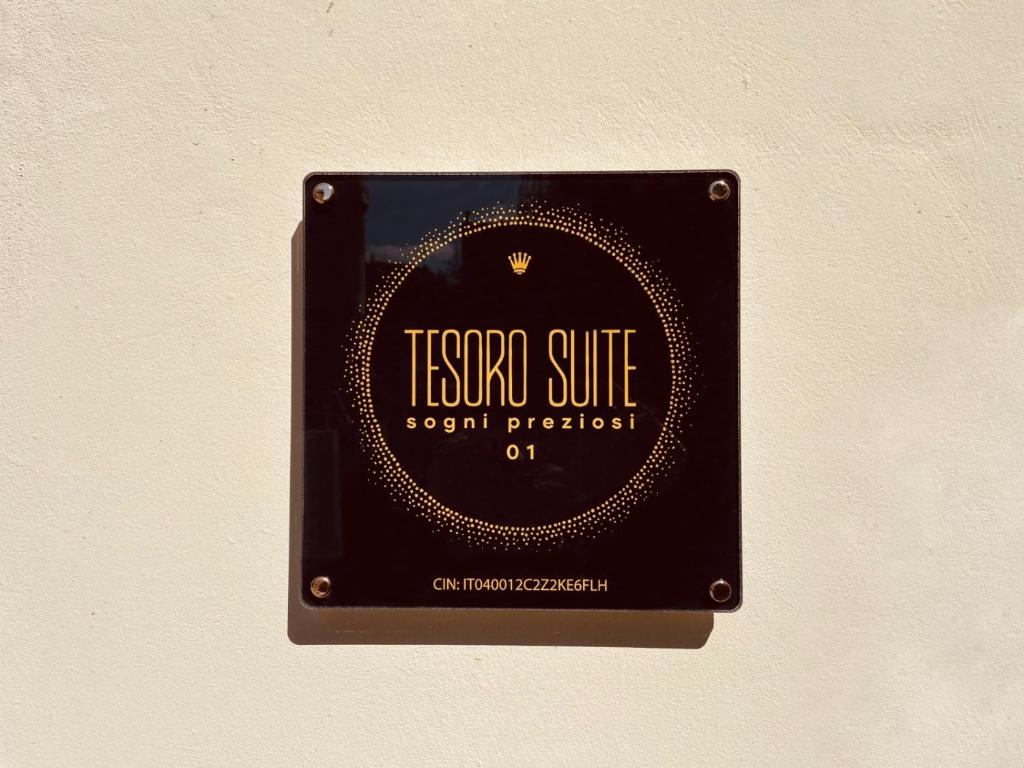 TESORO SUITE
sogni preziosi
01
CIN: IT040012C2Z2KE6FLH